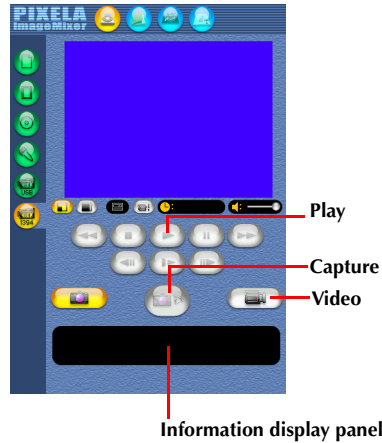 PIXELA
ImageMixer
USB
1394
Play
Capture
Video
Information display panel